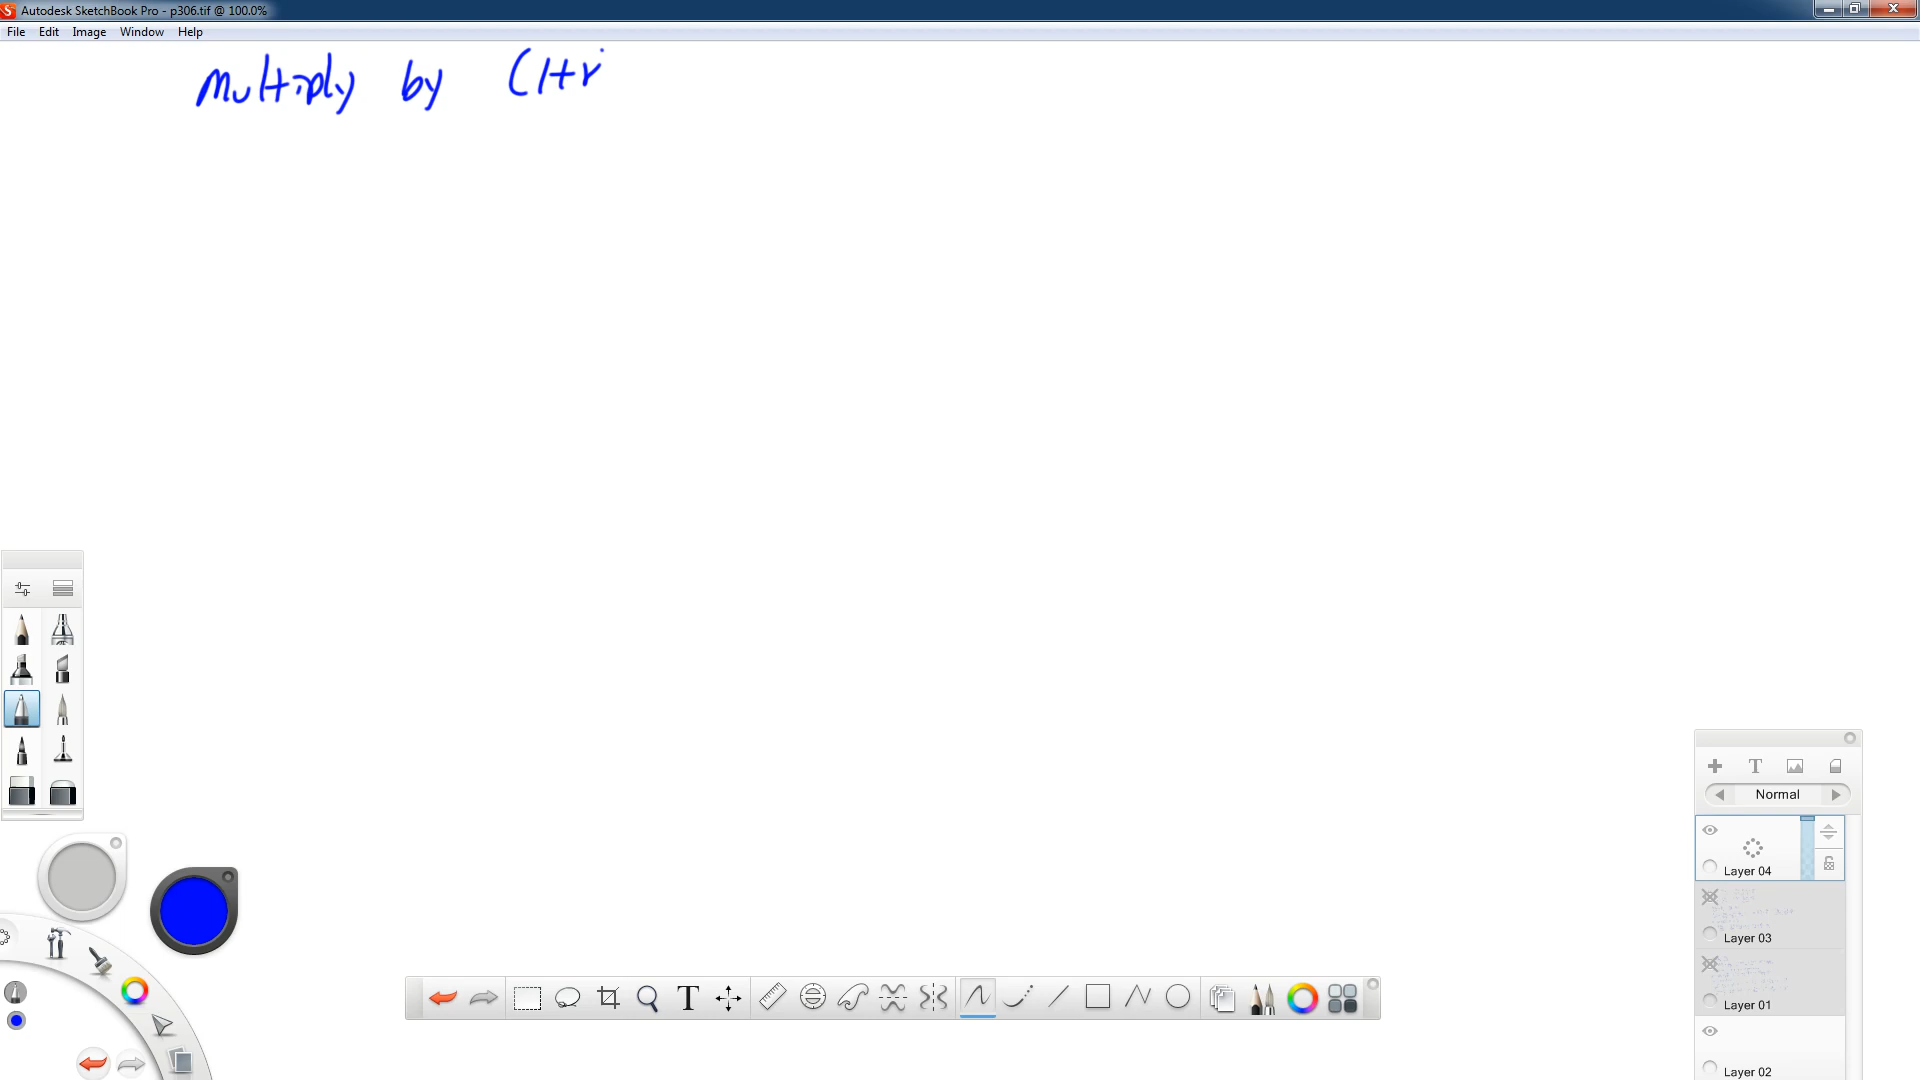 Autodesk SketchBook Pro - p306.tif @ 100.0%
File Edit Image Window Help
Multiply by (1+r
T
Normal
Layer 04
Layer 03
Layer 01
Layer 02
T